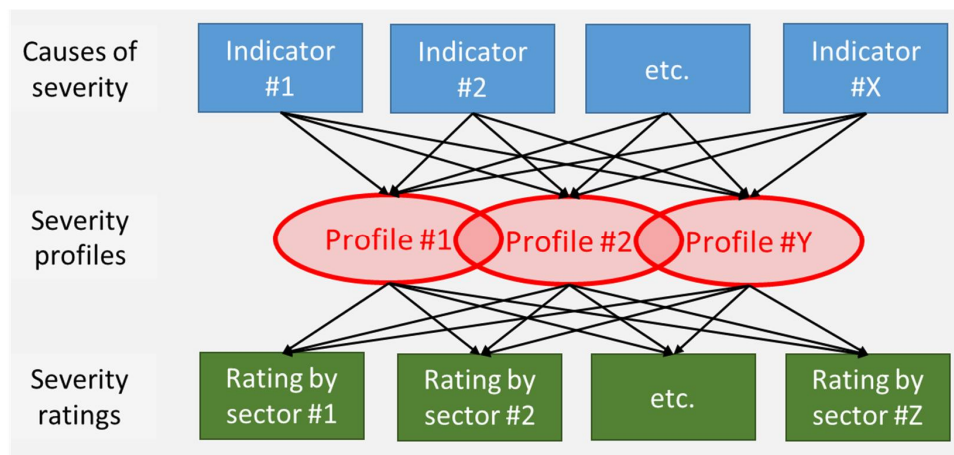 Causes of
severity
Indicator
#1
Indicator
#2
etc.
Indicator
#X
Severity
profiles
Profile #1
Profile #2
Profile #Y
Severity
ratings
Rating by
sector #1
Rating by
sector #2
etc.
Rating by
sector #Z